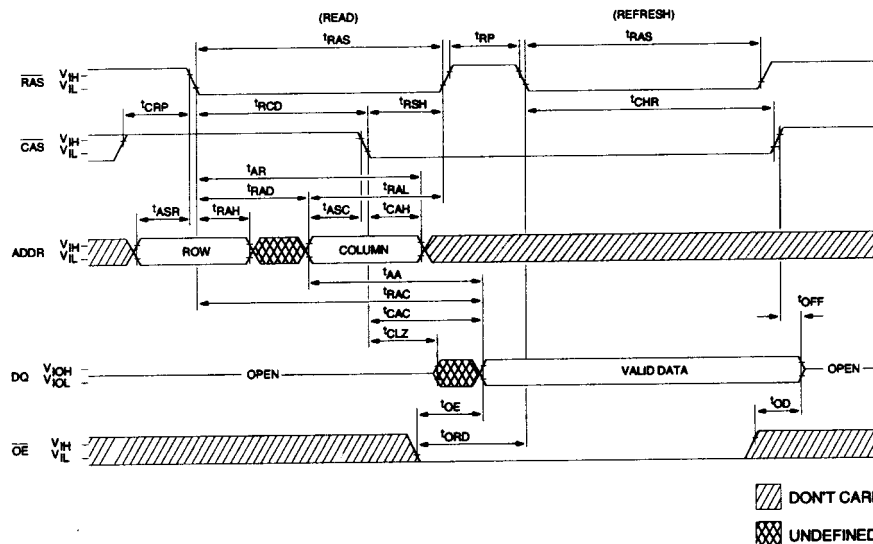 (READ) (REFRESH)
tRAS tRP tRAS
RAS VIH VIL
tCRP tRCD tRSH tCHR
CAS VIH VIL
tAR
tRAD tRAL
tASR tRAH tASC tCAH
ADDR VIH VIL ROW COLUMN
tAA
tRAC
tCAC tOFF
tCLZ
DQ VIOH VIOL OPEN VALID DATA OPEN
tOE tOD
tORD
OE VIH VIL
DON'T CARE
UNDEFINED